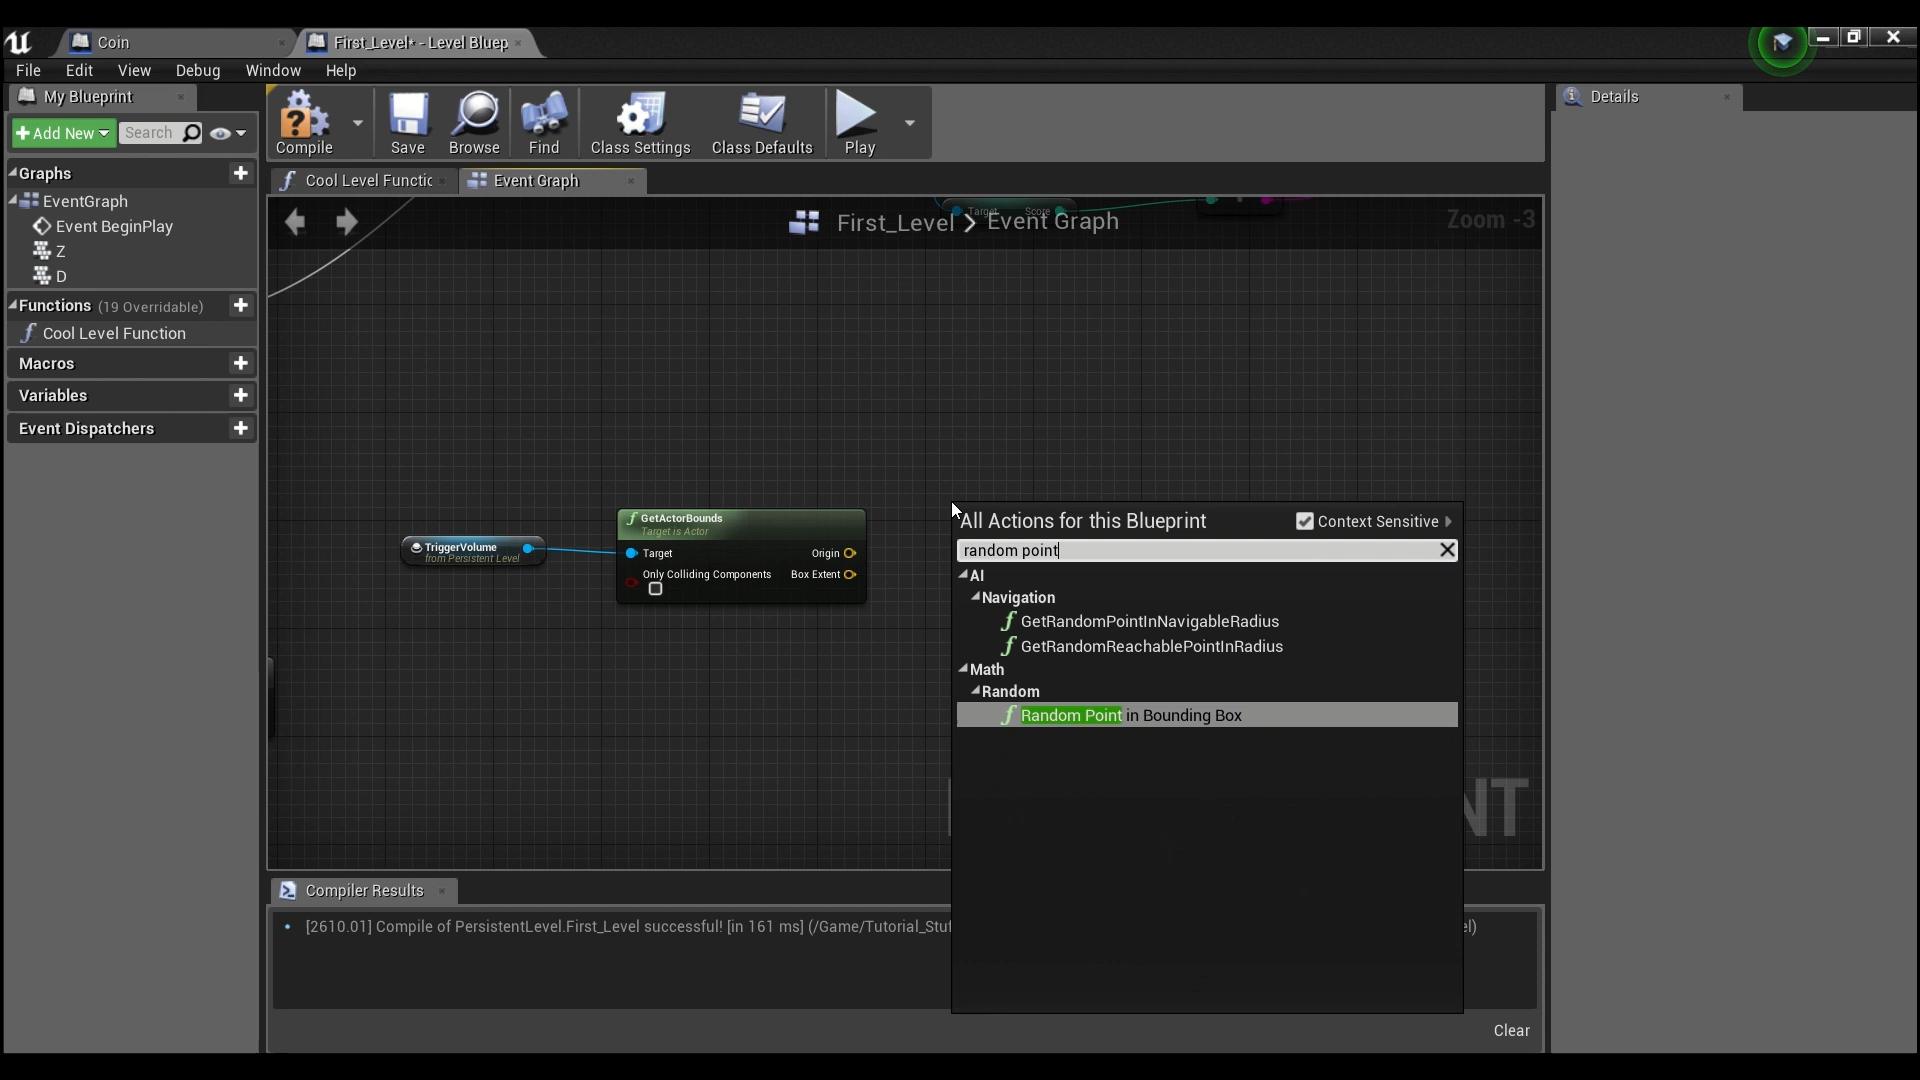 Coin
First_Level* - Level Bluep
File Edit View Debug Window Help
My Blueprint
Details
Add New
Search
Compile
Save
Browse
Find
Class Settings
Class Defaults
Play
Graphs
EventGraph
Event BeginPlay
Z
D
Functions (19 Overridable)
Cool Level Function
Macros
Variables
Event Dispatchers
Cool Level Functic
Event Graph
Target Score
First_Level > Event Graph
Zoom -3
TriggerVolume
from Persistent Level
GetActorBounds
Target is Actor
Target
Origin
Only Colliding Components
Box Extent
All Actions for this Blueprint
Context Sensitive
random point
AI
Navigation
GetRandomPointInNavigableRadius
GetRandomReachablePointInRadius
Math
Random
Random Point in Bounding Box
NT
Compiler Results
[2610.01] Compile of PersistentLevel.First_Level successful! [in 161 ms] (/Game/Tutorial_Stuf
el)
Clear